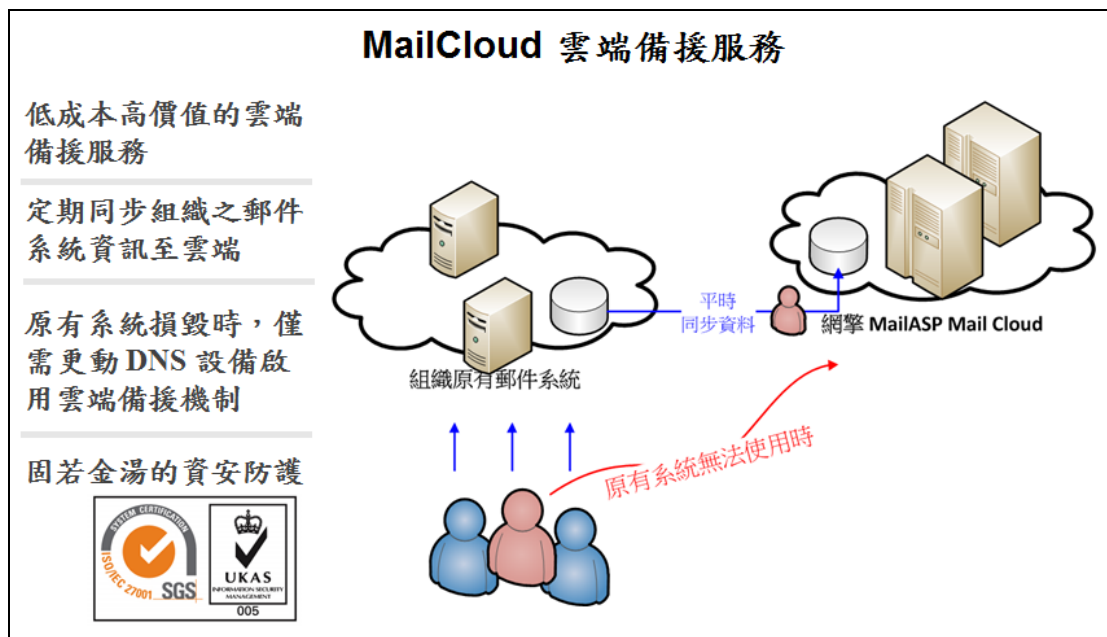 MailCloud 雲端備援服務
低成本高價值的雲端
備援服務
定期同步組織之郵件
系統資訊至雲端
原有系統損毀時，僅
需更動 DNS 設備啟
用雲端備援機制
固若金湯的資安防護
SYSTEM CERTIFICATION
ISO/IEC 27001
SGS
UKAS
INFORMATION SECURITY
MANAGEMENT
005
組織原有郵件系統
平時
同步資料
網擎 MailASP Mail Cloud
原有系統無法使用時